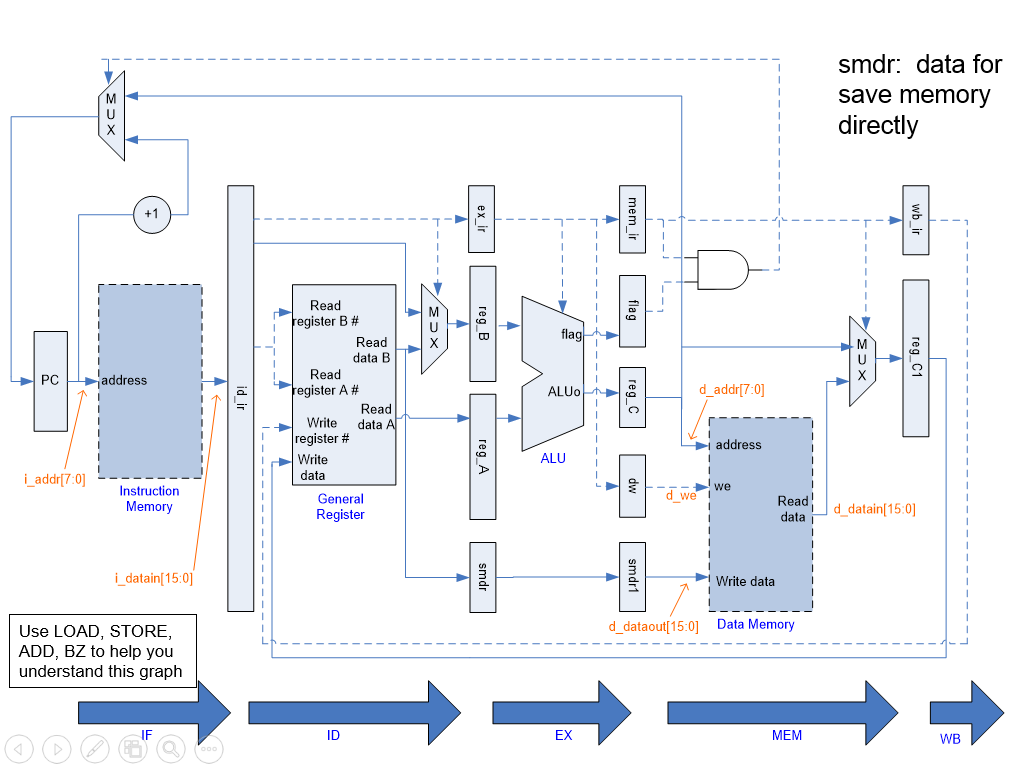 smdr: data for
save memory
directly
MUX
+1
ex_ir
mem_ir
wb_ir
Read
register B #
Read
data B
Read
register A #
Read
data A
Write
register #
Write
data
General
Register
MUX
reg_B
flag
flag
MUX
reg_C1
PC
address
id_ir
ALUo
reg_C
d_addr[7:0]
address
reg_A
ALU
i_addr[7:0]
Instruction
Memory
dw
d_we
we
Read
data
d_datain[15:0]
i_datain[15:0]
smdr
smdr1
Write data
d_dataout[15:0]
Data Memory
Use LOAD, STORE,
ADD, BZ to help you
understand this graph
IF
ID
EX
MEM
WB